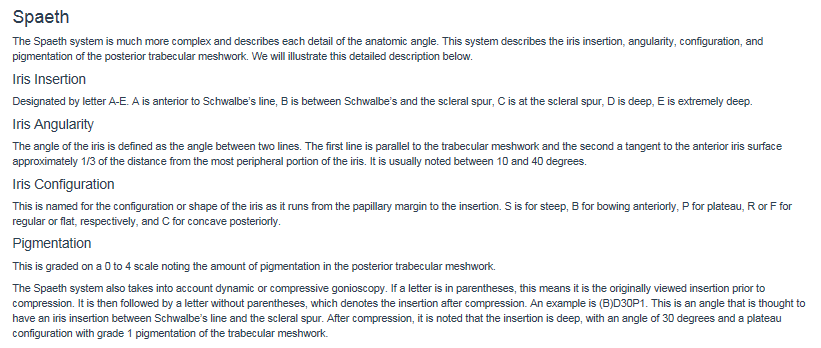 Spaeth
The Spaeth system is much more complex and describes each detail of the anatomic angle. This system describes the iris insertion, angularity, configuration, and
pigmentation of the posterior trabecular meshwork. We will illustrate this detailed description below.
Iris Insertion
Designated by letter A-E. A is anterior to Schwalbe's line, B is between Schwalbe's and the scleral spur, C is at the scleral spur, D is deep, E is extremely deep.
Iris Angularity
The angle of the iris is defined as the angle between two lines. The first line is parallel to the trabecular meshwork and the second a tangent to the anterior iris surface
approximately 1/3 of the distance from the most peripheral portion of the iris. It is usually noted between 10 and 40 degrees.
Iris Configuration
This is named for the configuration or shape of the iris as it runs from the papillary margin to the insertion. S is for steep, B for bowing anteriorly, P for plateau, R or F for
regular or flat, respectively, and C for concave posteriorly.
Pigmentation
This is graded on a 0 to 4 scale noting the amount of pigmentation in the posterior trabecular meshwork.
The Spaeth system also takes into account dynamic or compressive gonioscopy. If a letter is in parentheses, this means it is the originally viewed insertion prior to
compression. It is then followed by a letter without parentheses, which denotes the insertion after compression. An example is (B)D30P1. This is an angle that is thought to
have an iris insertion between Schwalbe's line and the scleral spur. After compression, it is noted that the insertion is deep, with an angle of 30 degrees and a plateau
configuration with grade 1 pigmentation of the trabecular meshwork.